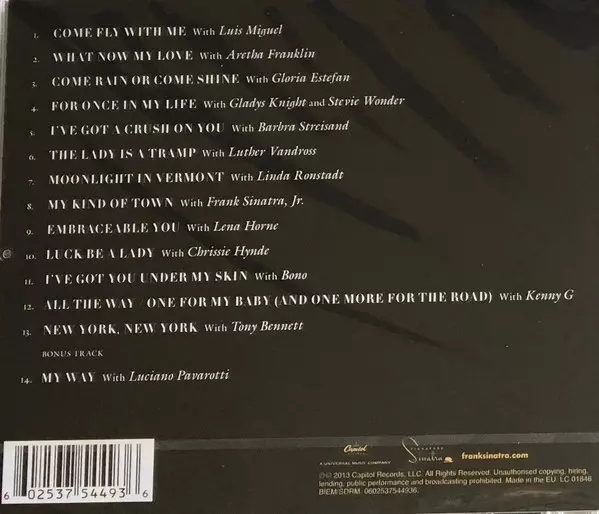 1. COME FLY WITH ME With Luis Miguel
2. WHAT NOW MY LOVE With Aretha Franklin
3. COME RAIN OR COME SHINE With Gloria Estefan
4. FOR ONCE IN MY LIFE With Gladys Knight and Stevie Wonder
5. I'VE GOT A CRUSH ON YOU With Barbra Streisand
6. THE LADY IS A TRAMP With Luther Vandross
7. MOONLIGHT IN VERMONT With Linda Ronstadt
8. MY KIND OF TOWN With Frank Sinatra, Jr.
9. EMBRACEABLE YOU With Lena Horne
10. LUCK BE A LADY With Chrissie Hynde
11. I'VE GOT YOU UNDER MY SKIN With Bono
12. ALL THE WAY / ONE FOR MY BABY (AND ONE MORE FOR THE ROAD) With Kenny G
13. NEW YORK, NEW YORK With Tony Bennett
BONUS TRACK
14. MY WAY With Luciano Pavarotti
Capitol
A UNIVERSAL MUSIC COMPANY
SIGNATURE
Sinatra
franksinatra.com
℗© 2013 Capitol Records, LLC. All Rights Reserved. Unauthorised copying, hiring,
lending, public performance and broadcasting prohibited. Made in the EU. LC 01846
BIEM/SDRM. 0602537544936.
6 02537 54493 6